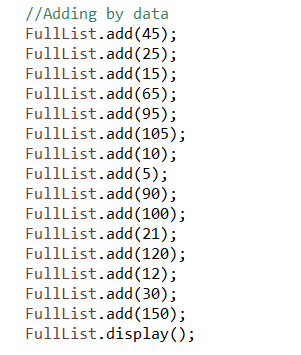 //Adding by data
FullList.add(45);
FullList.add(25);
FullList.add(15);
FullList.add(65);
FullList.add(95);
FullList.add(105);
FullList.add(10);
FullList.add(5);
FullList.add(90);
FullList.add(100);
FullList.add(21);
FullList.add(120);
FullList.add(12);
FullList.add(30);
FullList.add(150);
FullList.display();